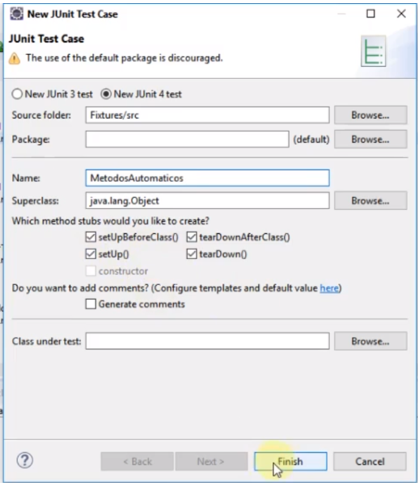 New JUnit Test Case
JUnit Test Case
The use of the default package is discouraged.
New JUnit 3 test New JUnit 4 test
Source folder: Fixtures/src Browse...
Package: (default) Browse...
Name: MetodosAutomaticos
Superclass: java.lang.Object Browse...
Which method stubs would you like to create?
setUpBeforeClass() tearDownAfterClass()
setUp() tearDown()
constructor
Do you want to add comments? (Configure templates and default value here)
Generate comments
Class under test: Browse...
? < Back Next > Finish Cancel